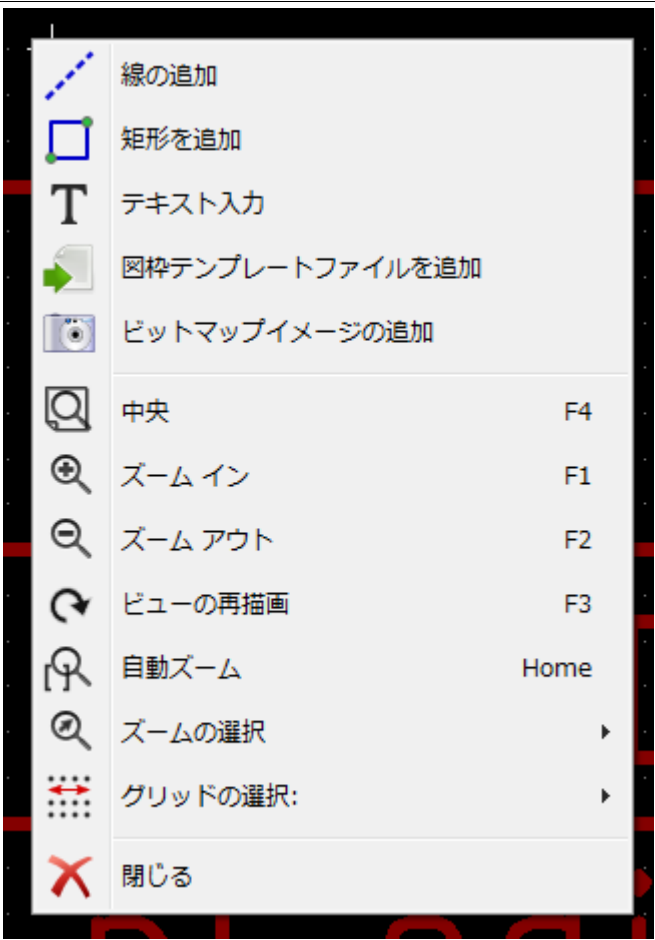 線の追加
矩形を追加
テキスト入力
図枠テンプレートファイルを追加
ビットマップイメージの追加
中央 F4
ズーム イン F1
ズーム アウト F2
ビューの再描画 F3
自動ズーム Home
ズームの選択
グリッドの選択:
閉じる